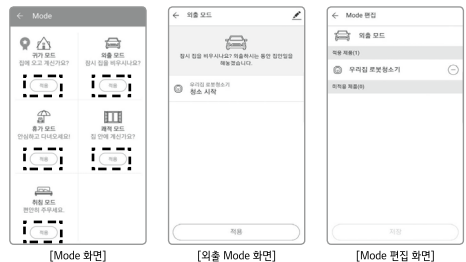 Mode
귀가 모드
집에 오고 계신가요?
적용
외출 모드
잠시 집을 비우시나요?
적용
휴가 모드
안심하고 다녀오세요!
적용
쾌적 모드
집 안에 계신가요?
적용
취침 모드
편안히 주무세요.
적용
[Mode 화면]
외출 모드
잠시 집을 비우시나요? 외출하시는 동안 집안일을
해놓겠습니다.
우리집 로봇청소기
청소 시작
적용
[외출 Mode 화면]
Mode 편집
외출 모드
적용 제품(1)
우리집 로봇청소기
미적용 제품(0)
저장
[Mode 편집 화면]